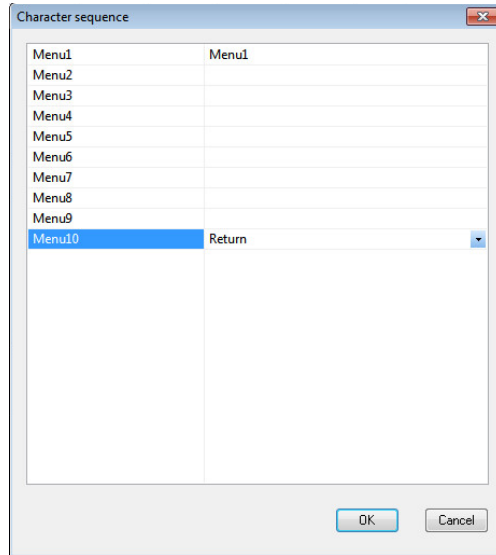 Character sequence
Menu1 Menu1
Menu2
Menu3
Menu4
Menu5
Menu6
Menu7
Menu8
Menu9
Menu10 Return
OK Cancel